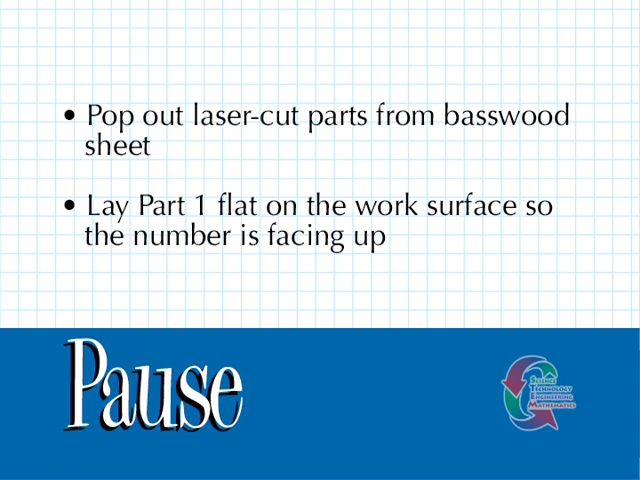 • Pop out laser-cut parts from basswood
sheet
• Lay Part 1 flat on the work surface so
the number is facing up
Pause
Science
Technology
Engineering
Mathematics